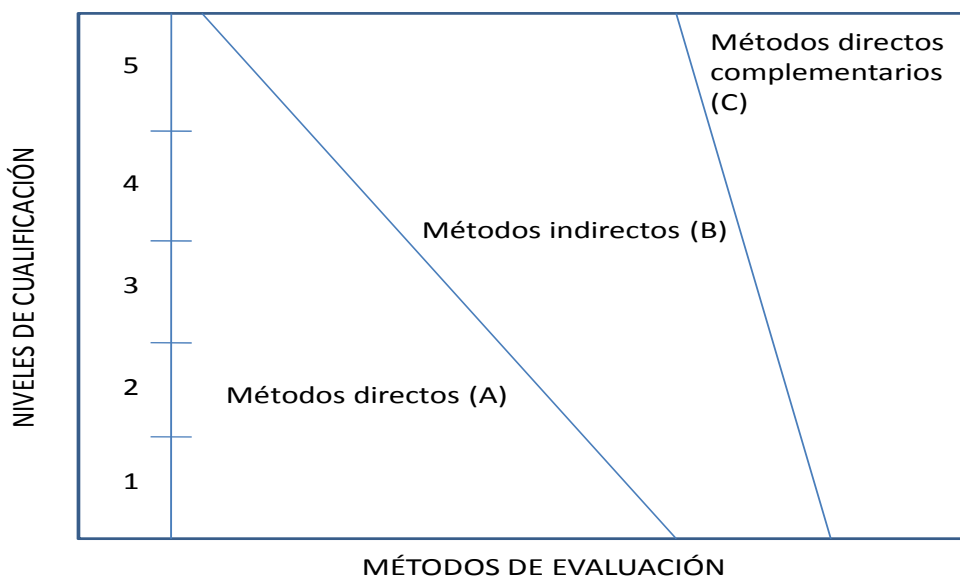 NIVELES DE CUALIFICACIÓN
5
4
3
2
1
Métodos directos
complementarios
(C)
Métodos indirectos (B)
Métodos directos (A)
MÉTODOS DE EVALUACIÓN